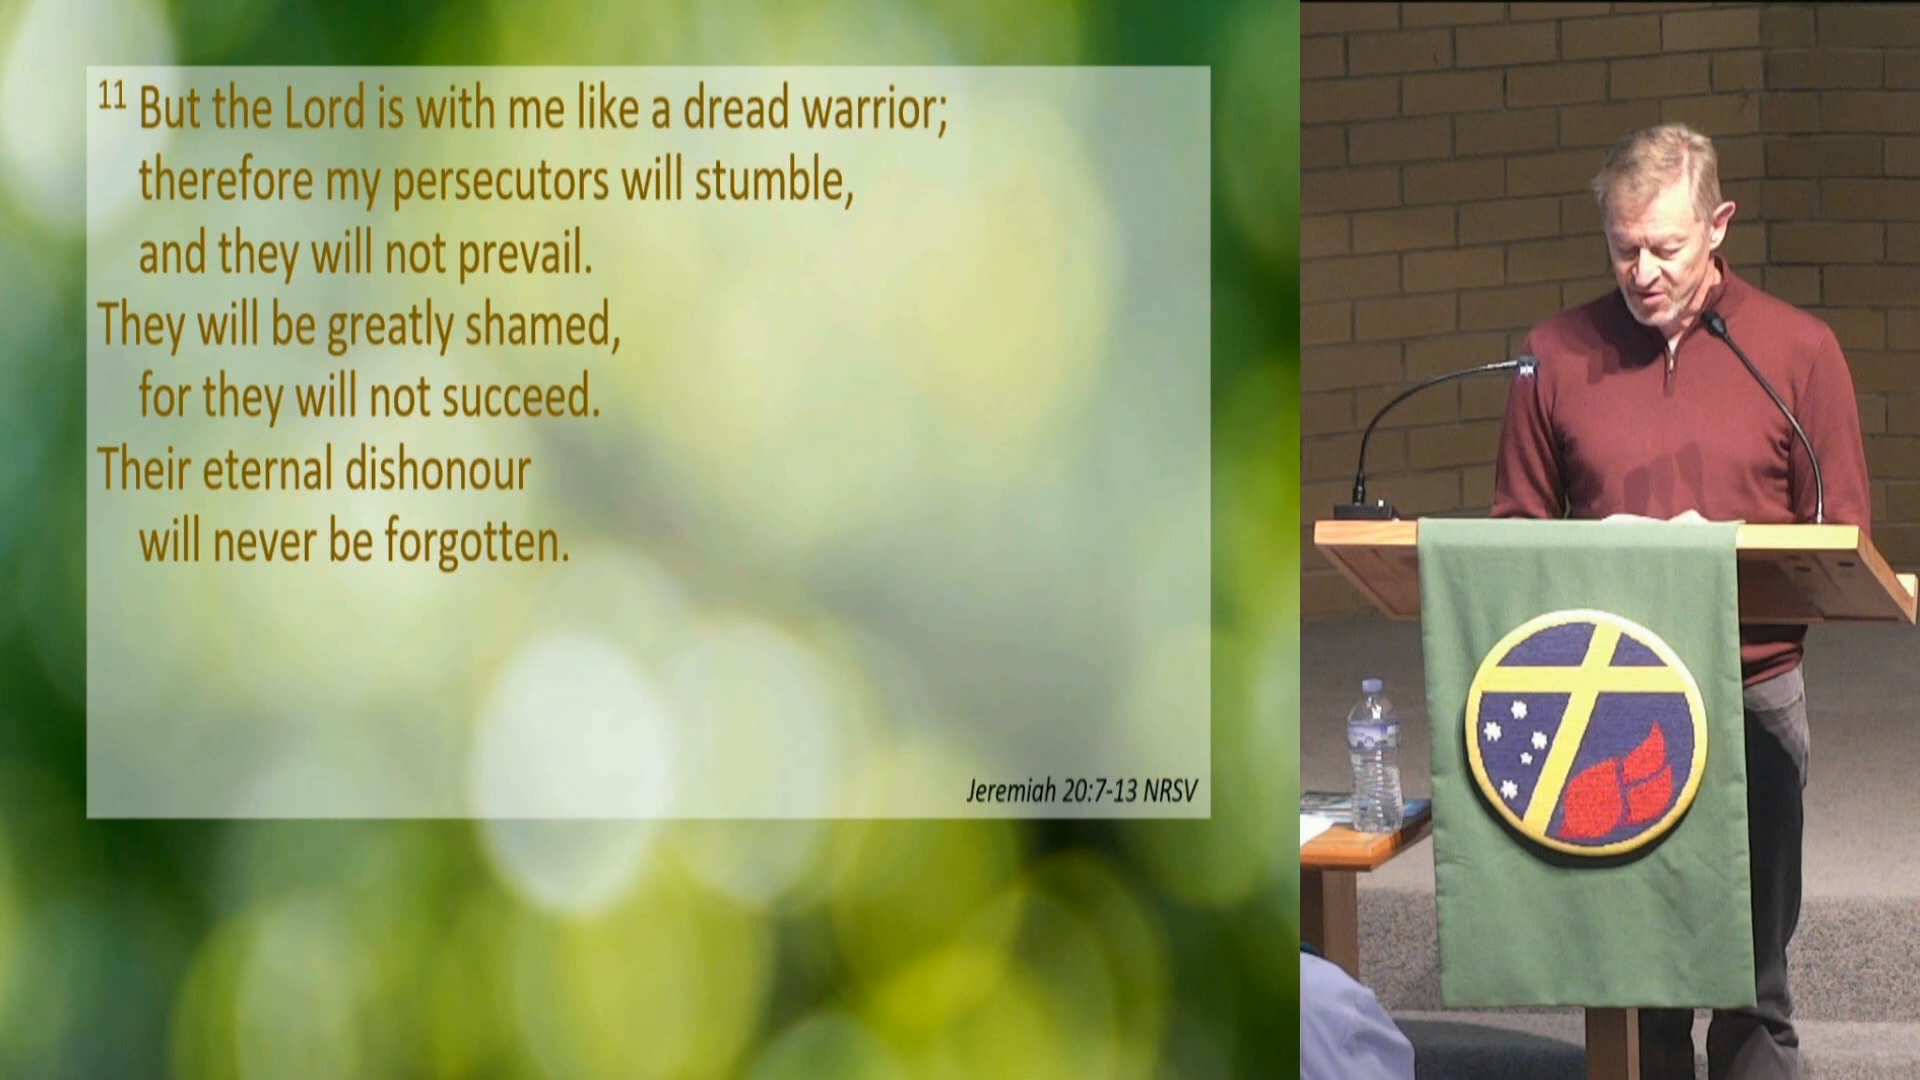 11 But the Lord is with me like a dread warrior;
therefore my persecutors will stumble,
and they will not prevail.
They will be greatly shamed,
for they will not succeed.
Their eternal dishonour
will never be forgotten.
Jeremiah 20:7-13 NRSV